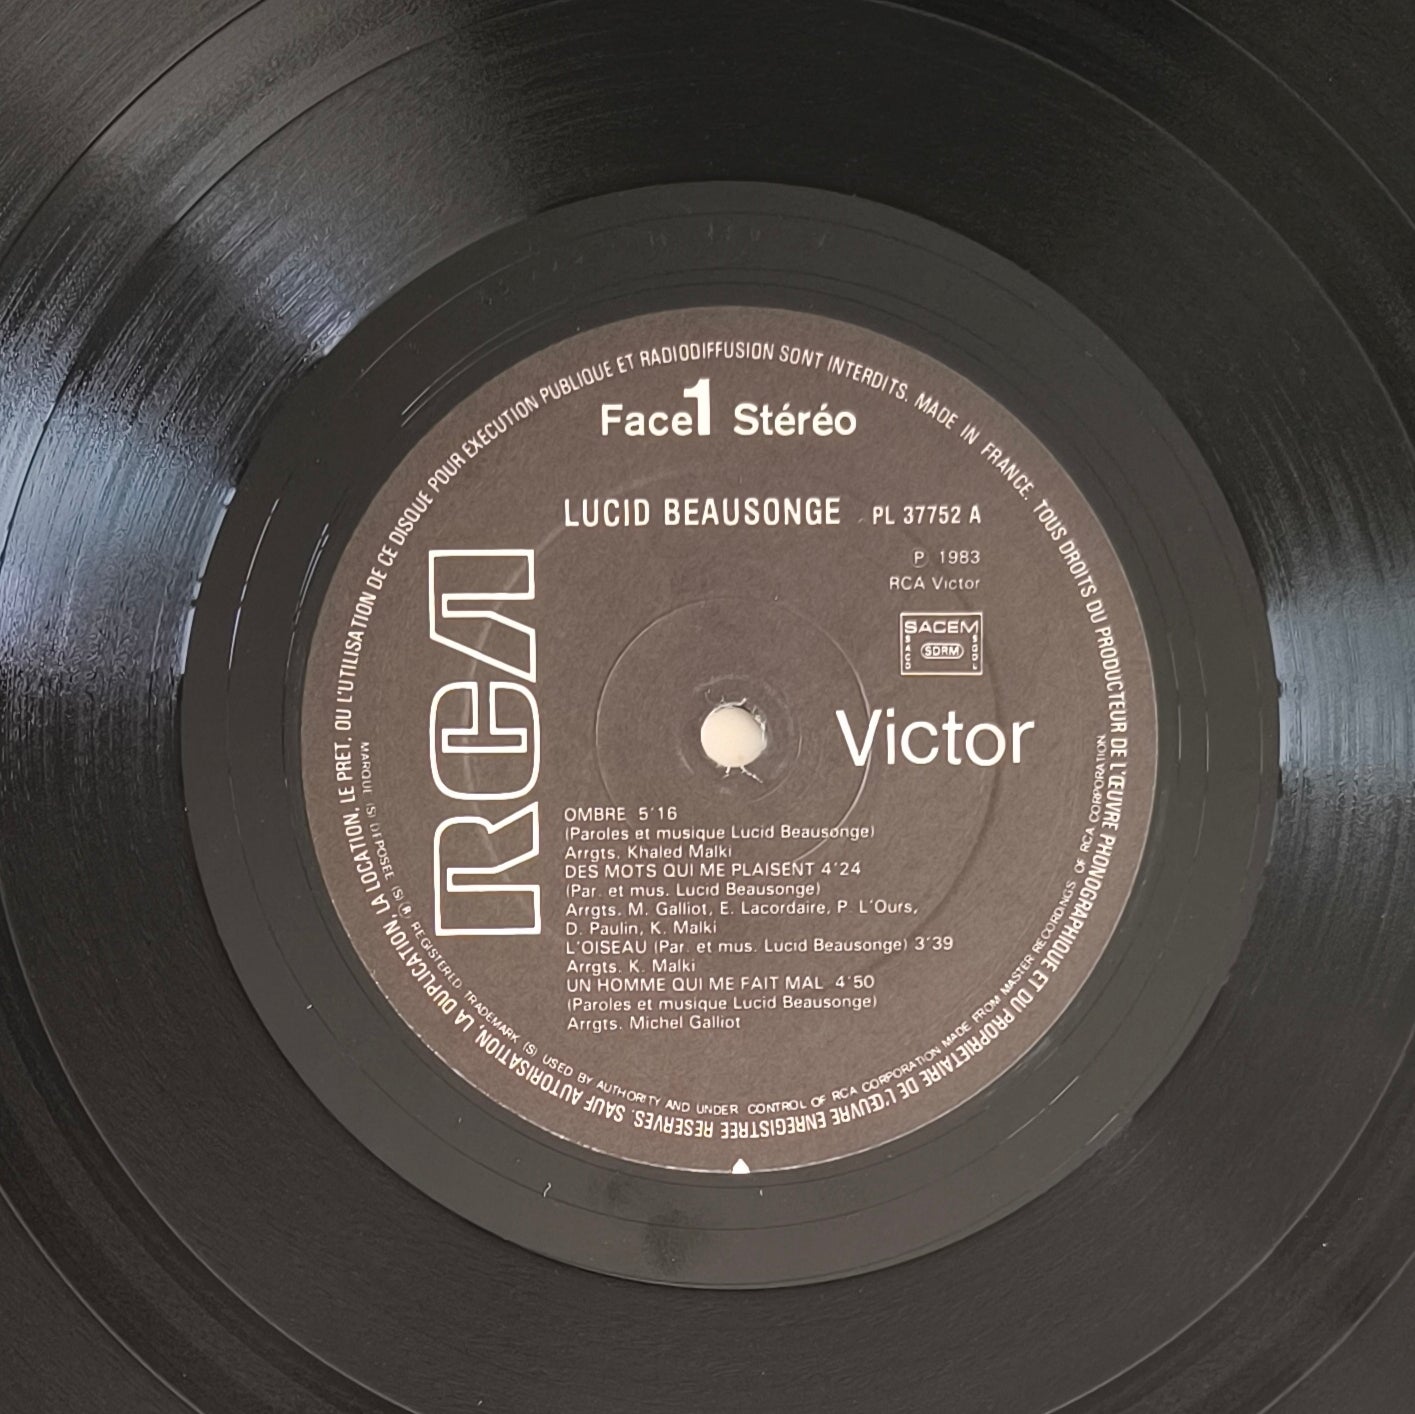 Face 1 Stéréo
LUCID BEAUSONGE PL 37752 A
Ⓟ 1983
RCA Victor
SACEM
SACD SDRM SGDL
RCA
Victor
OMBRE 5'16
(Paroles et musique Lucid Beausonge)
Arrgts. Khaled Malki
DES MOTS QUI ME PLAISENT 4'24
(Par. et mus. Lucid Beausonge)
Arrgts. M. Galliot, E. Lacordaire, P. L'Ours,
D. Paulin, K. Malki
L'OISEAU (Par. et mus. Lucid Beausonge) 3'39
Arrgts. K. Malki
UN HOMME QUI ME FAIT MAL 4'50
(Paroles et musique Lucid Beausonge)
Arrgts. Michel Galliot
TOUS DROITS DU PRODUCTEUR DE L'ŒUVRE PHONOGRAPHIQUE ET DU PROPRIETAIRE DE L'ŒUVRE ENREGISTREE RESERVES. SAUF AUTORISATION, LA DUPLICATION, LA LOCATION, LE PRET, OU L'UTILISATION DE CE DISQUE POUR EXECUTION PUBLIQUE ET RADIODIFFUSION SONT INTERDITS. MADE IN FRANCE.
MARQUE (S) DEPOSEE (S) ® REGISTERED TRADEMARK (S) USED BY AUTHORITY AND UNDER CONTROL OF RCA CORPORATION MADE FROM MASTER RECORDINGS OF RCA CORPORATION